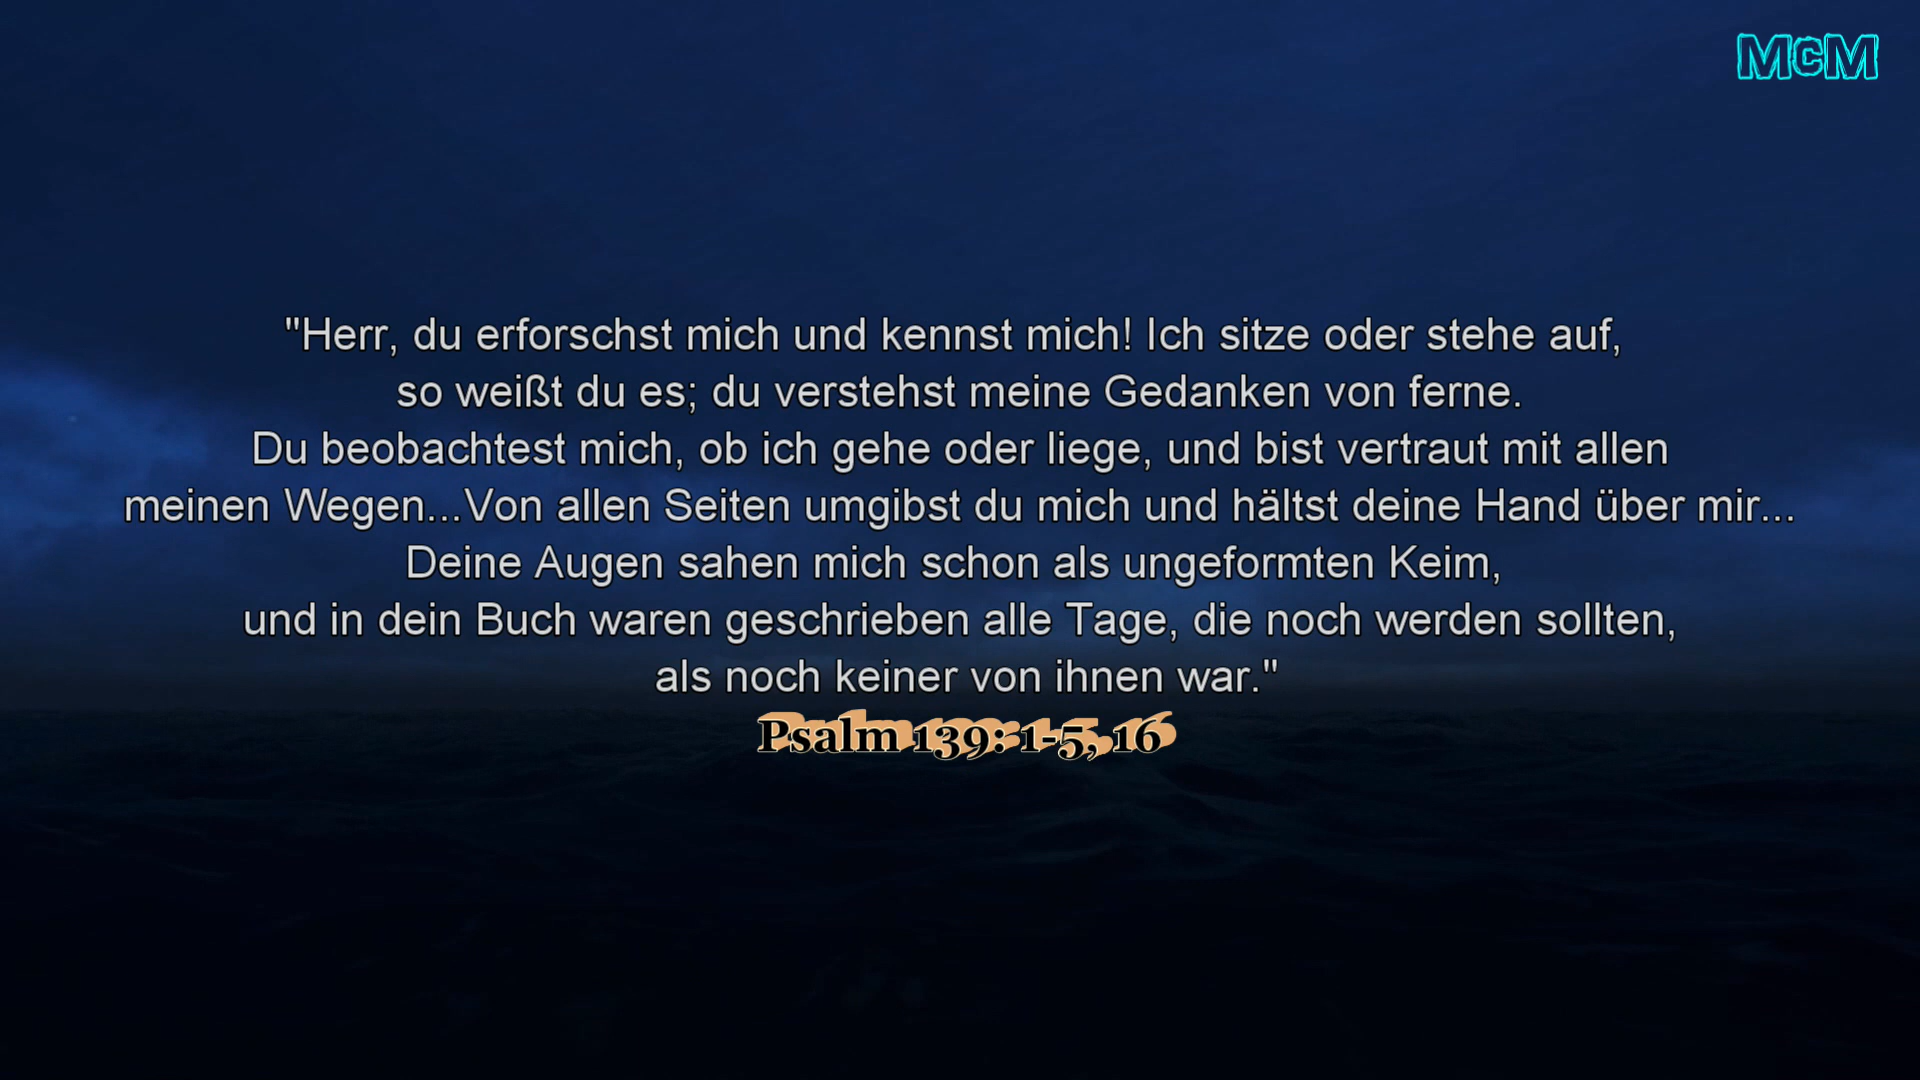 McM
"Herr, du erforschst mich und kennst mich! Ich sitze oder stehe auf,
so weißt du es; du verstehst meine Gedanken von ferne.
Du beobachtest mich, ob ich gehe oder liege, und bist vertraut mit allen
meinen Wegen...Von allen Seiten umgibst du mich und hältst deine Hand über mir...
Deine Augen sahen mich schon als ungeformten Keim,
und in dein Buch waren geschrieben alle Tage, die noch werden sollten,
als noch keiner von ihnen war."
Psalm 139: 1-5, 16